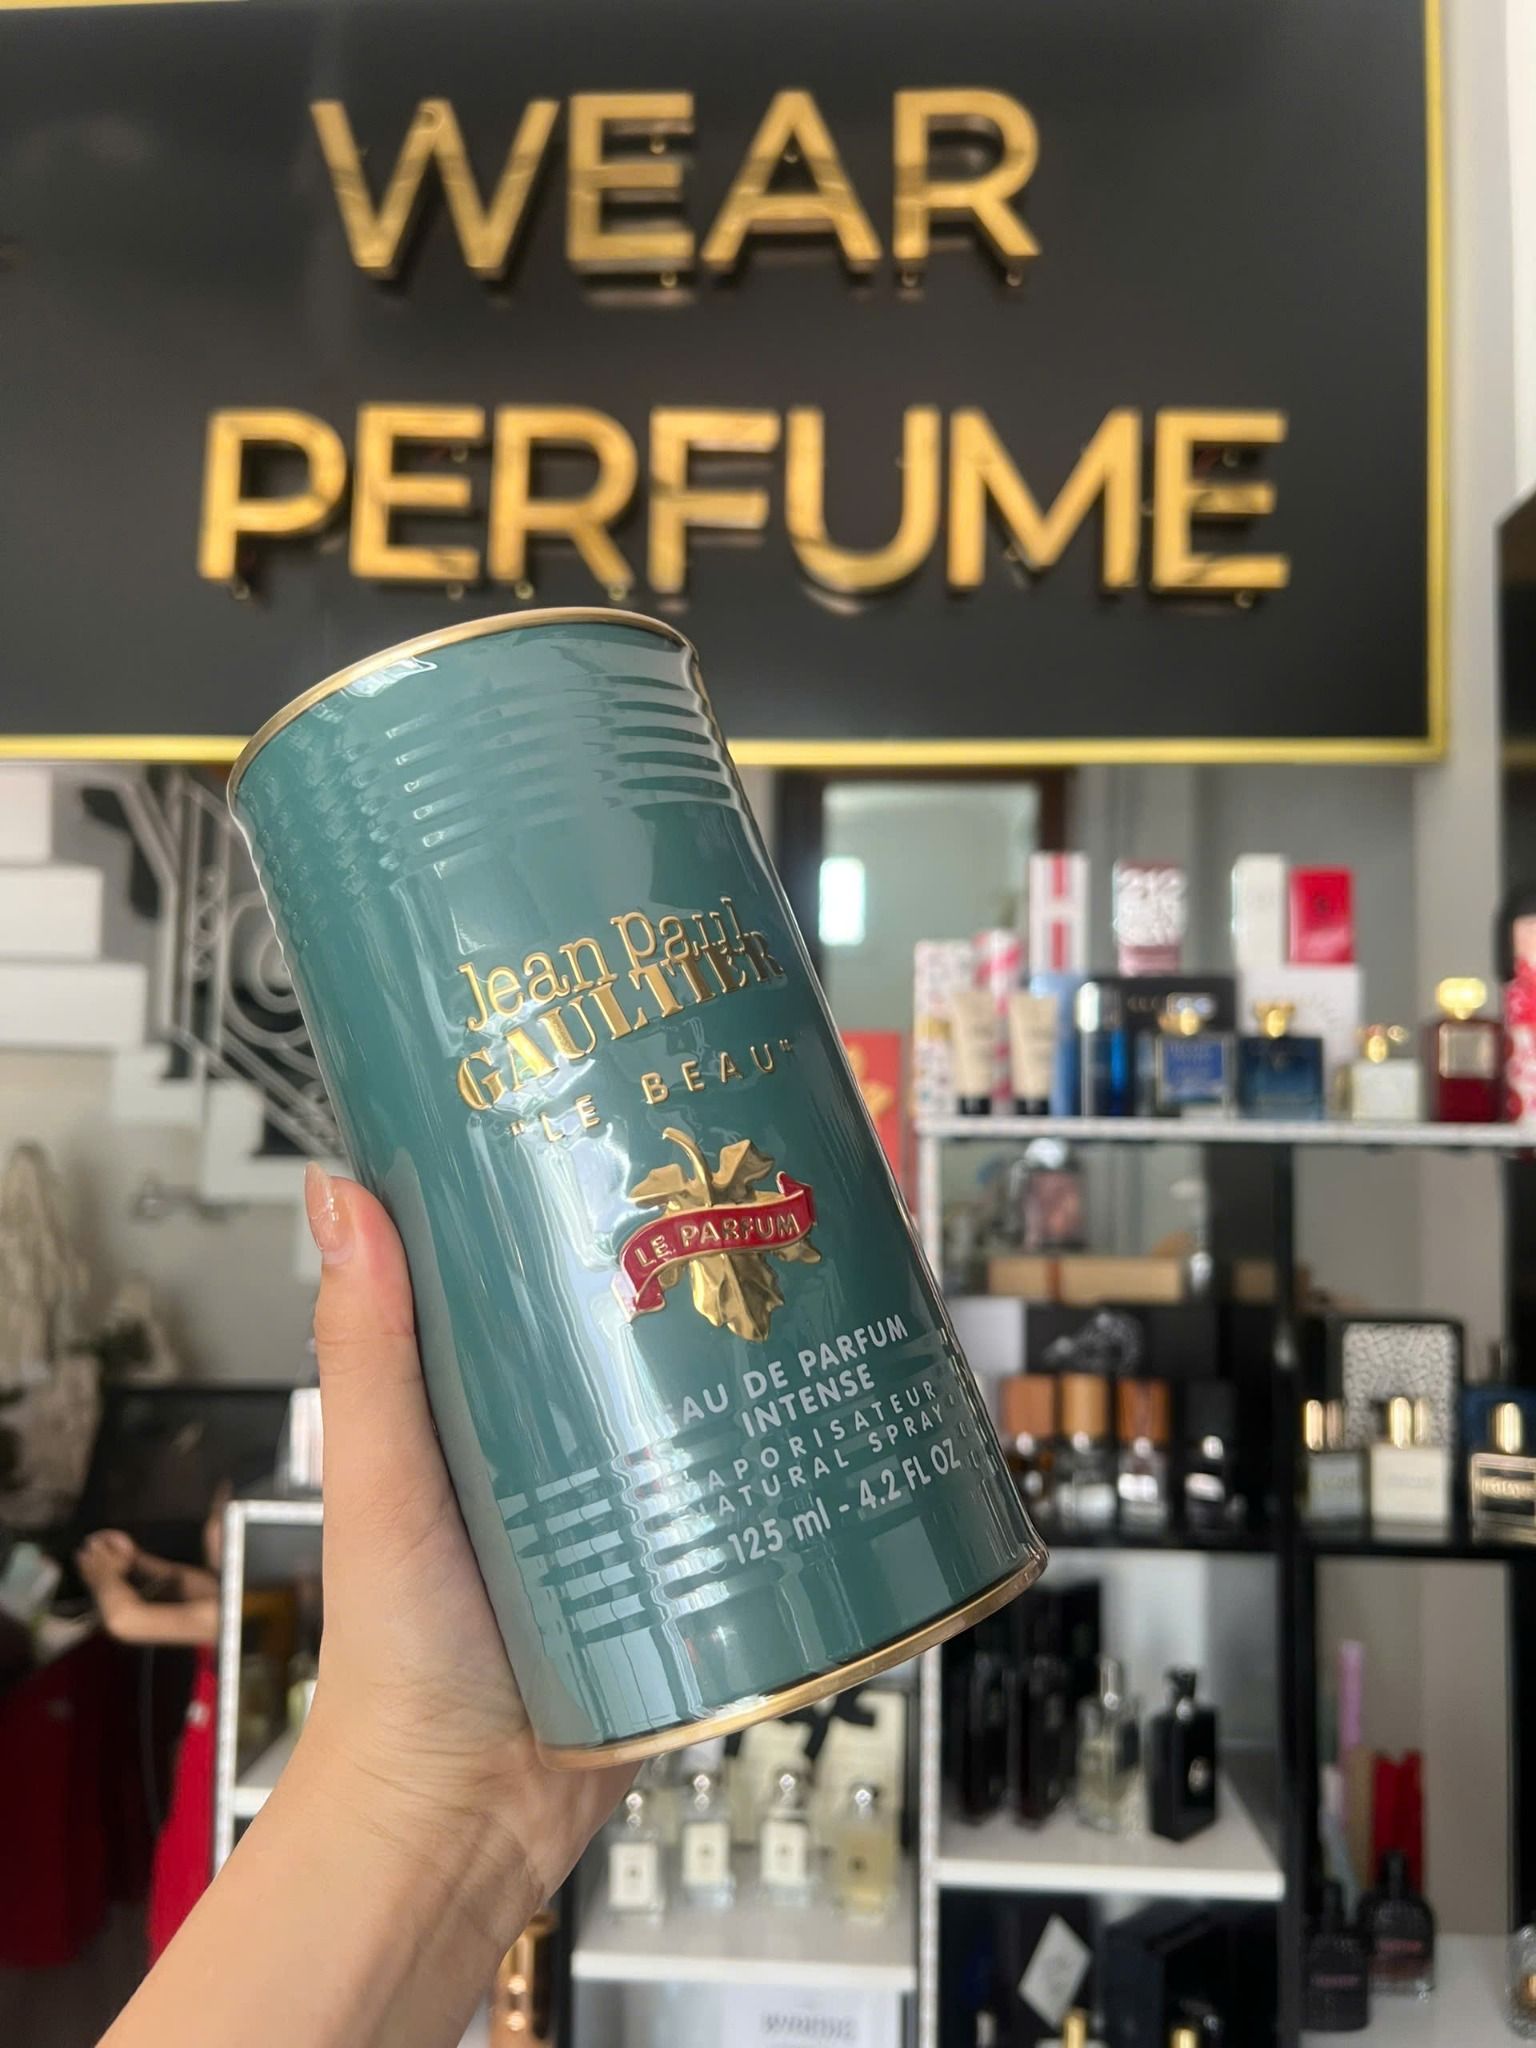 WEAR
PERFUME
Jean Paul
GAULTIER
"LE BEAU"
LE PARFUM
EAU DE PARFUM
INTENSE
VAPORISATEUR
NATURAL SPRAY
125 ml - 4.2 FL OZ
212